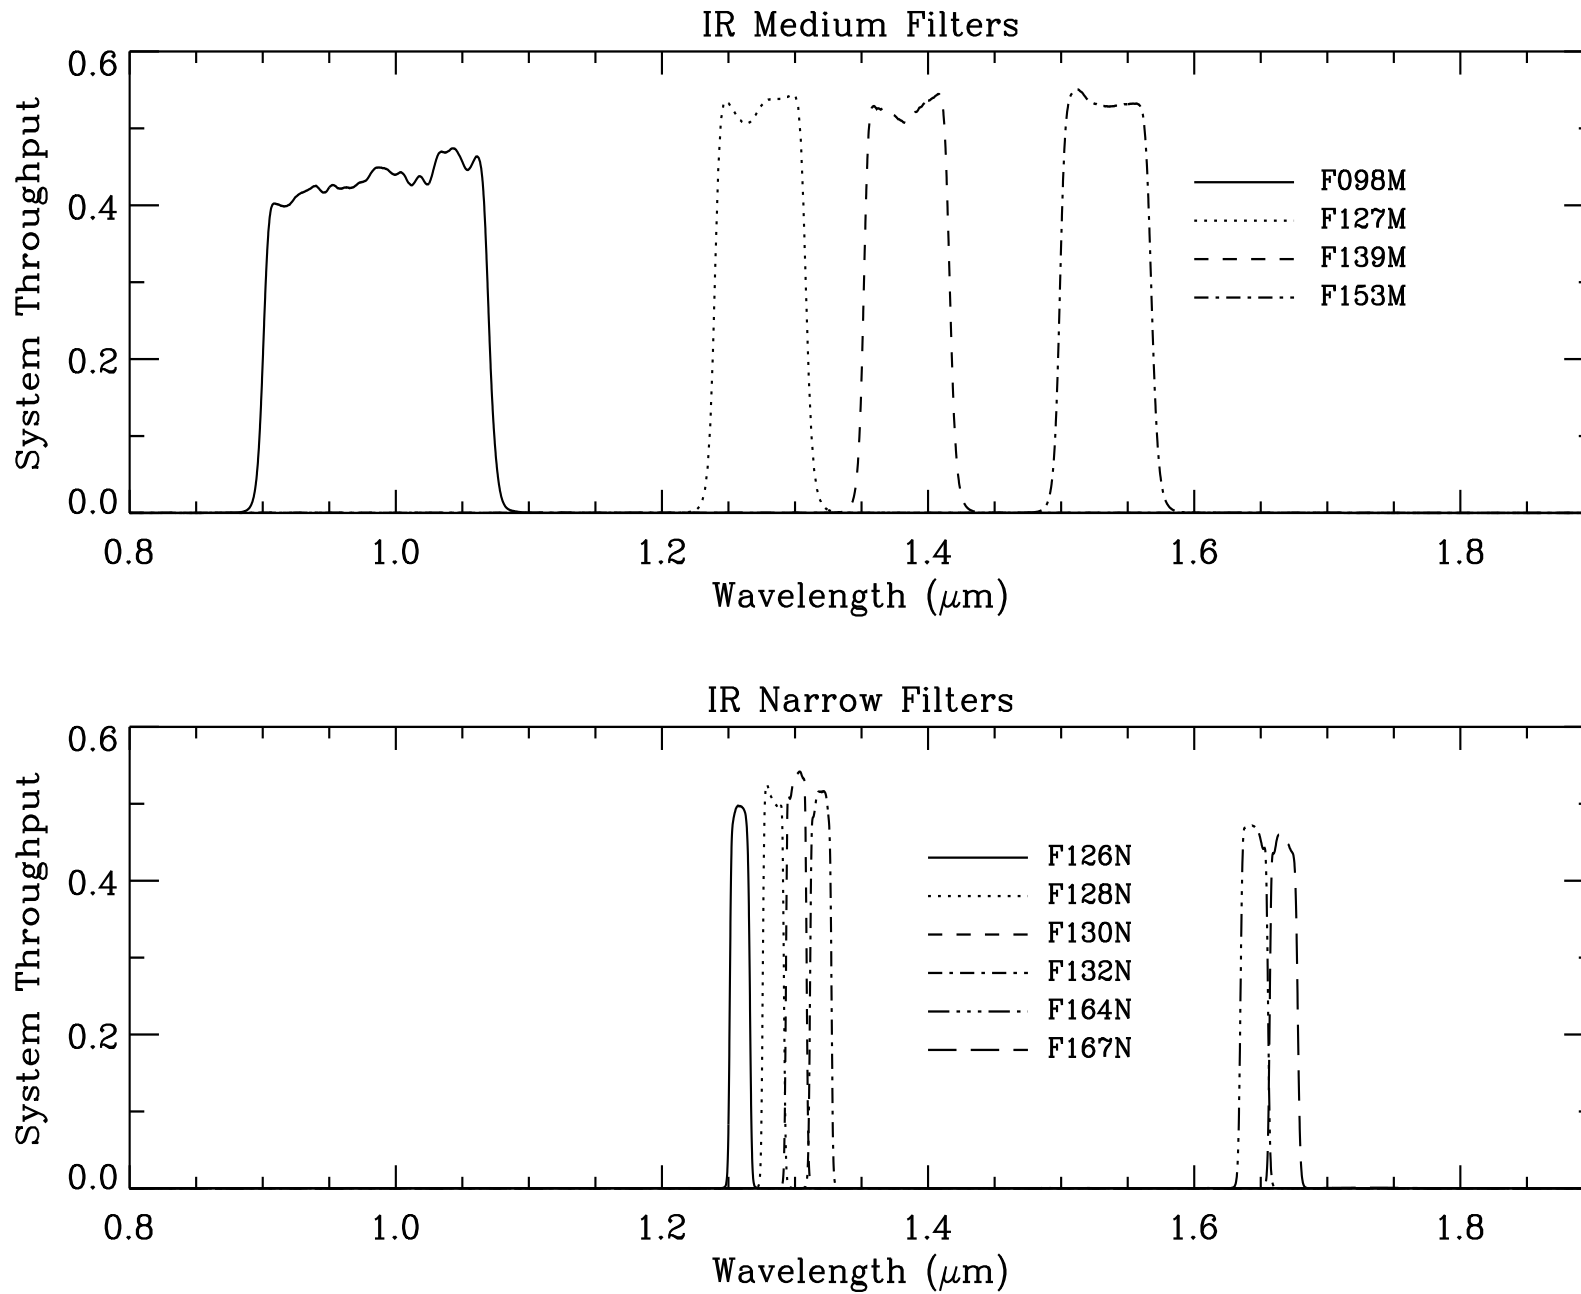 IR Medium Filters
System Throughput
0.6
0.4
0.2
0.0
F098M
F127M
F139M
F153M
0.8 1.0 1.2 1.4 1.6 1.8
Wavelength (μm)
IR Narrow Filters
System Throughput
0.6
0.4
0.2
0.0
F126N
F128N
F130N
F132N
F164N
F167N
0.8 1.0 1.2 1.4 1.6 1.8
Wavelength (μm)